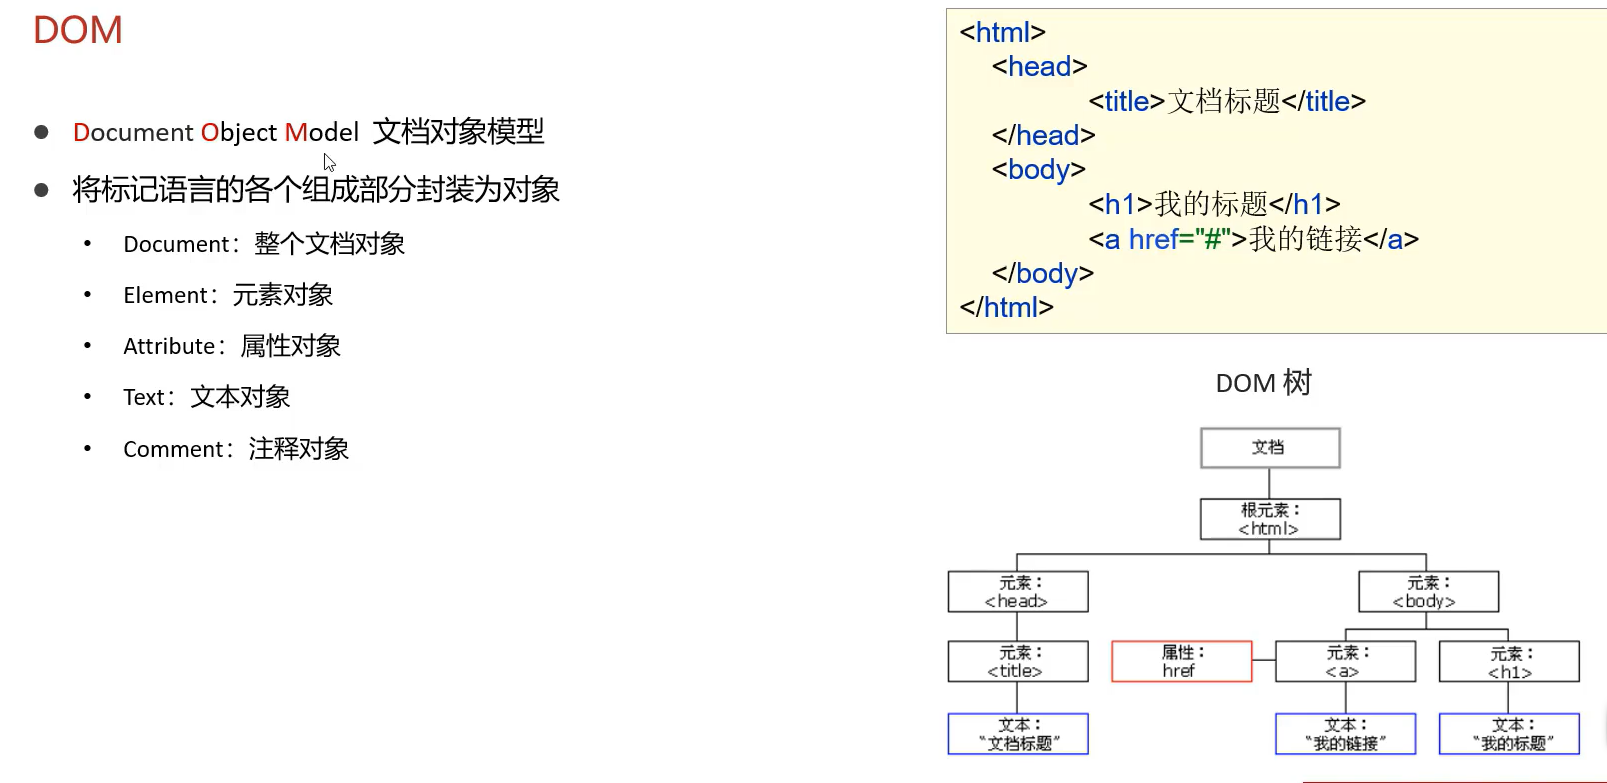 DOM
● Document Object Model 文档对象模型
● 将标记语言的各个组成部分封装为对象
• Document：整个文档对象
• Element：元素对象
• Attribute：属性对象
• Text：文本对象
• Comment：注释对象
<html>
<head>
<title>文档标题</title>
</head>
<body>
<h1>我的标题</h1>
<a href="#">我的链接</a>
</body>
</html>
DOM 树
文档
根元素：
<html>
元素：
<head>
元素：
<body>
元素：
<title>
属性：
href
元素：
<a>
元素：
<h1>
文本：
“文档标题”
文本：
“我的链接”
文本：
“我的标题”